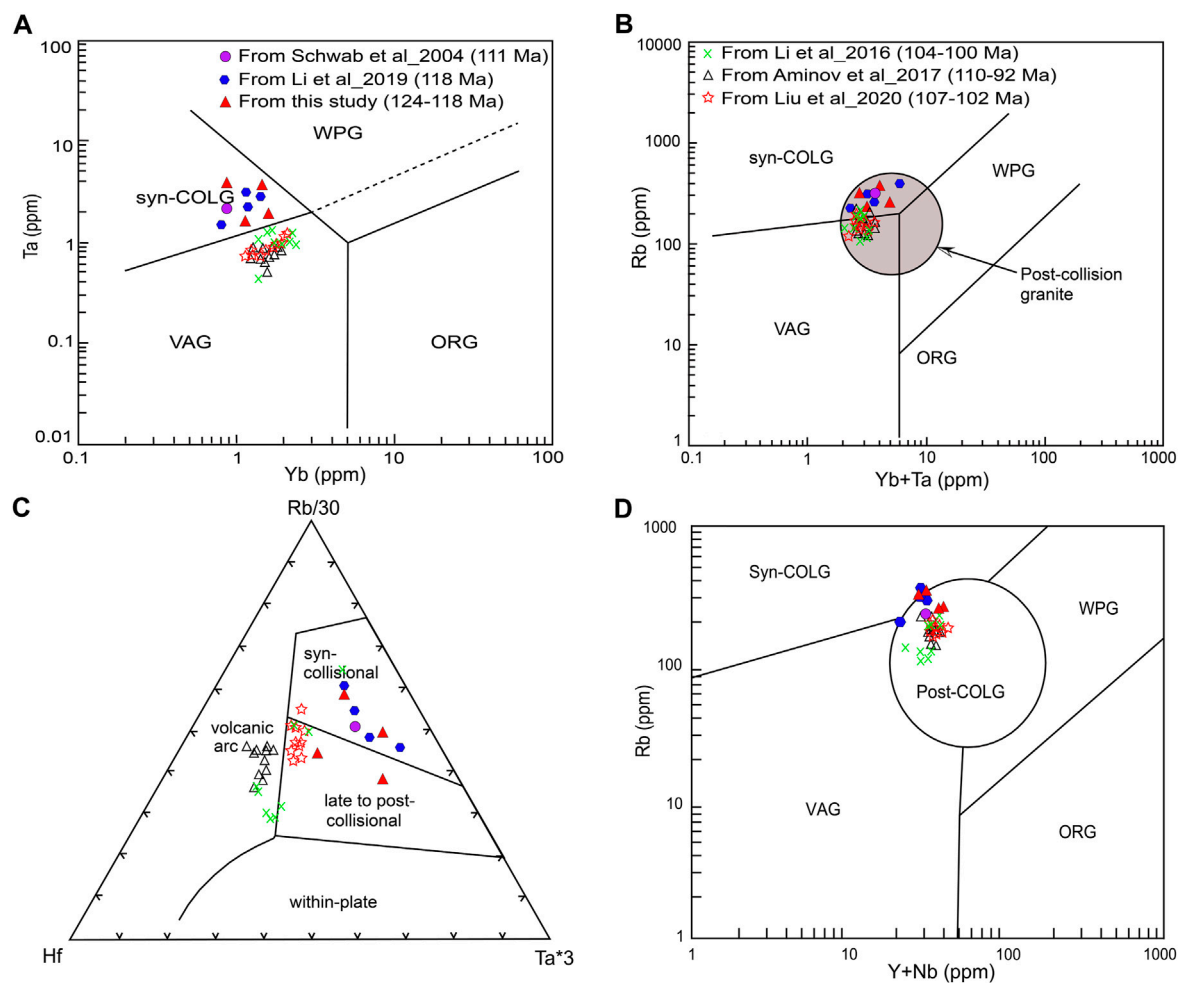 A
100
From Schwab et al_2004 (111 Ma)
From Li et al_2019 (118 Ma)
From this study (124-118 Ma)
WPG
10
syn-COLG
Ta (ppm)
1
0.1
VAG
ORG
0.01
0.1
1
10
100
Yb (ppm)
B
10000
From Li et al_2016 (104-100 Ma)
From Aminov et al_2017 (110-92 Ma)
From Liu et al_2020 (107-102 Ma)
1000
syn-COLG
WPG
Rb (ppm)
100
Post-collision
granite
VAG
10
ORG
1
0.1
1
10
100
1000
Yb+Ta (ppm)
C
Rb/30
syn-
collisional
volcanic
arc
late to post-
collisional
within-plate
Hf
Ta*3
D
1000
Syn-COLG
WPG
Rb (ppm)
100
Post-COLG
VAG
10
ORG
1
1
10
100
1000
Y+Nb (ppm)